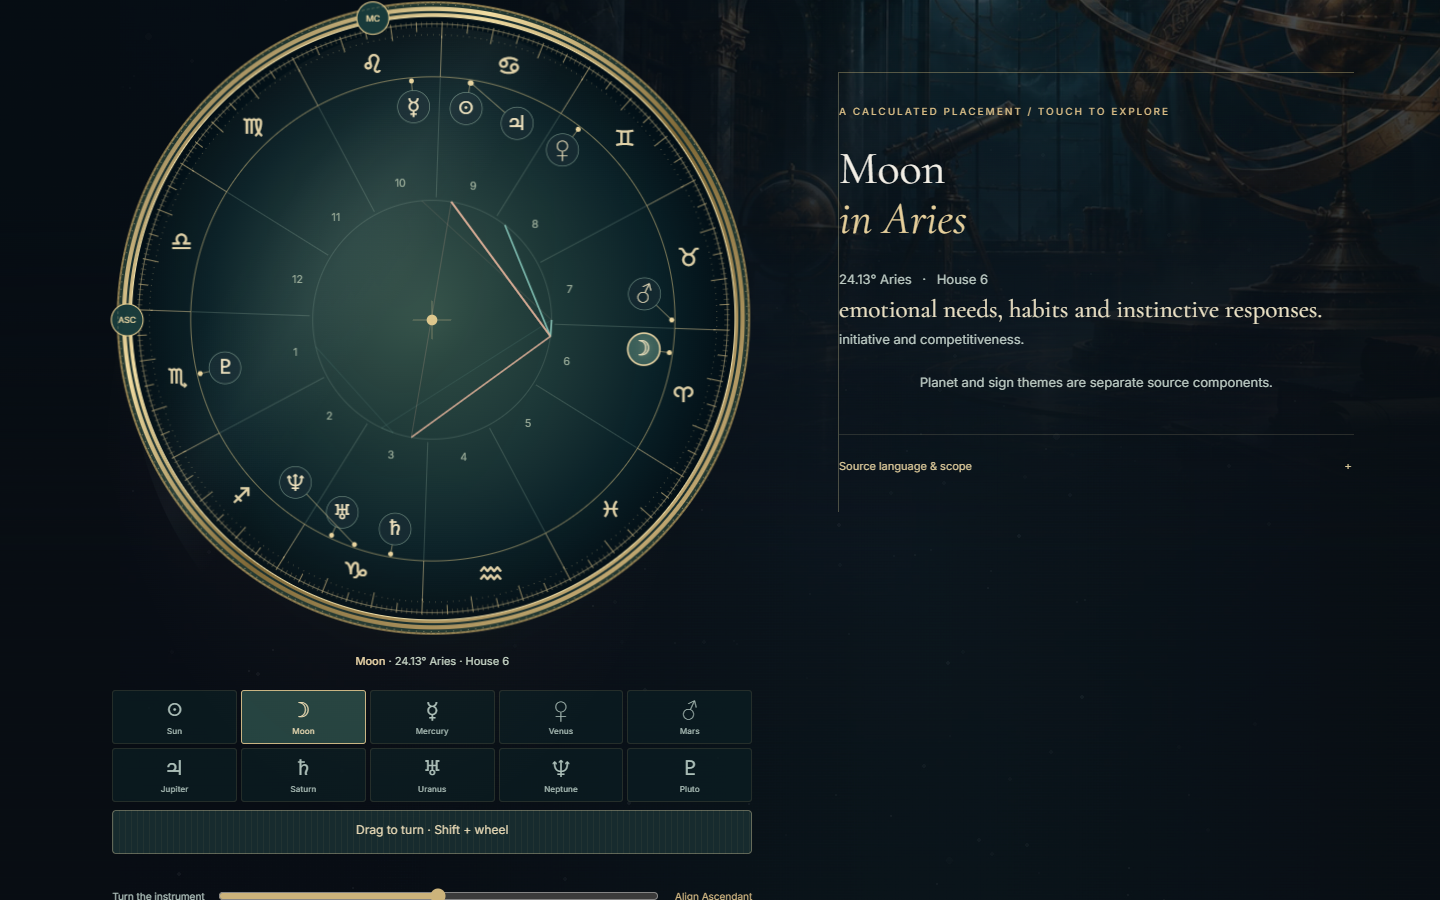 MC
10
9
11
8
12
7
ASC
1
6
2
5
3
4
Moon · 24.13° Aries · House 6
Sun
Moon
Mercury
Venus
Mars
Jupiter
Saturn
Uranus
Neptune
Pluto
Drag to turn · Shift + wheel
Turn the instrument
Align Ascendant
A CALCULATED PLACEMENT / TOUCH TO EXPLORE
Moon
in Aries
24.13° Aries · House 6
emotional needs, habits and instinctive responses.
initiative and competitiveness.
Planet and sign themes are separate source components.
Source language & scope +